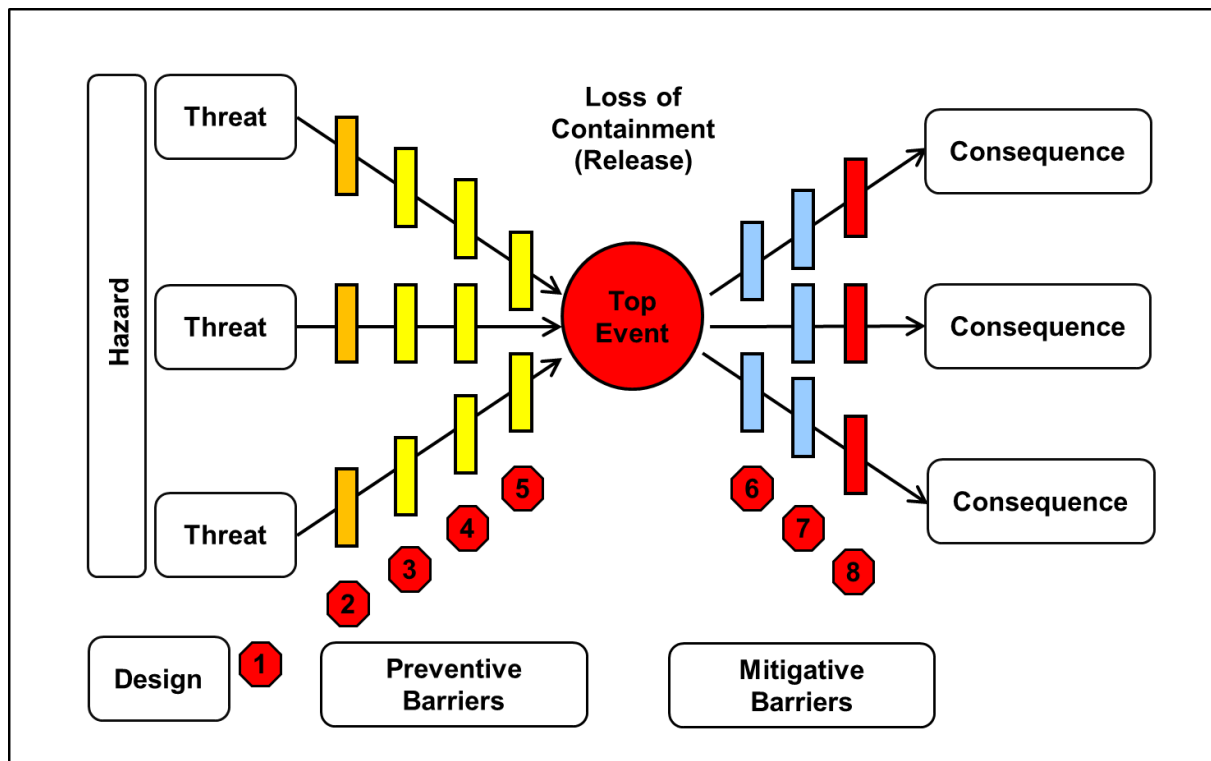 Hazard
Threat
Threat
Threat
Loss of
Containment
(Release)
Top
Event
Consequence
Consequence
Consequence
5
4
3
2
6
7
8
Design
1
Preventive
Barriers
Mitigative
Barriers